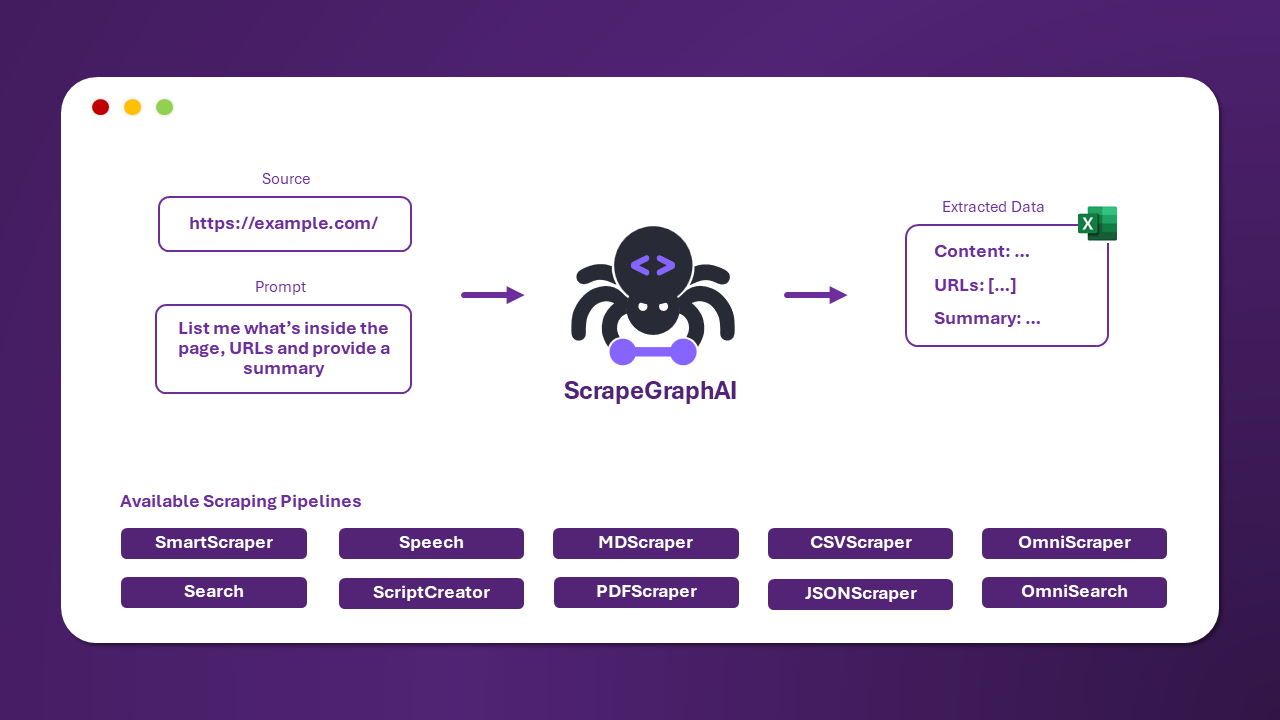 Source
https://example.com/
Prompt
List me what's inside the
page, URLs and provide a
summary
< >
ScrapeGraphAI
Extracted Data
X
Content: ...
URLs: [...]
Summary: ...
Available Scraping Pipelines
SmartScraper
Speech
MDScraper
CSVScraper
OmniScraper
Search
ScriptCreator
PDFScraper
JSONScraper
OmniSearch